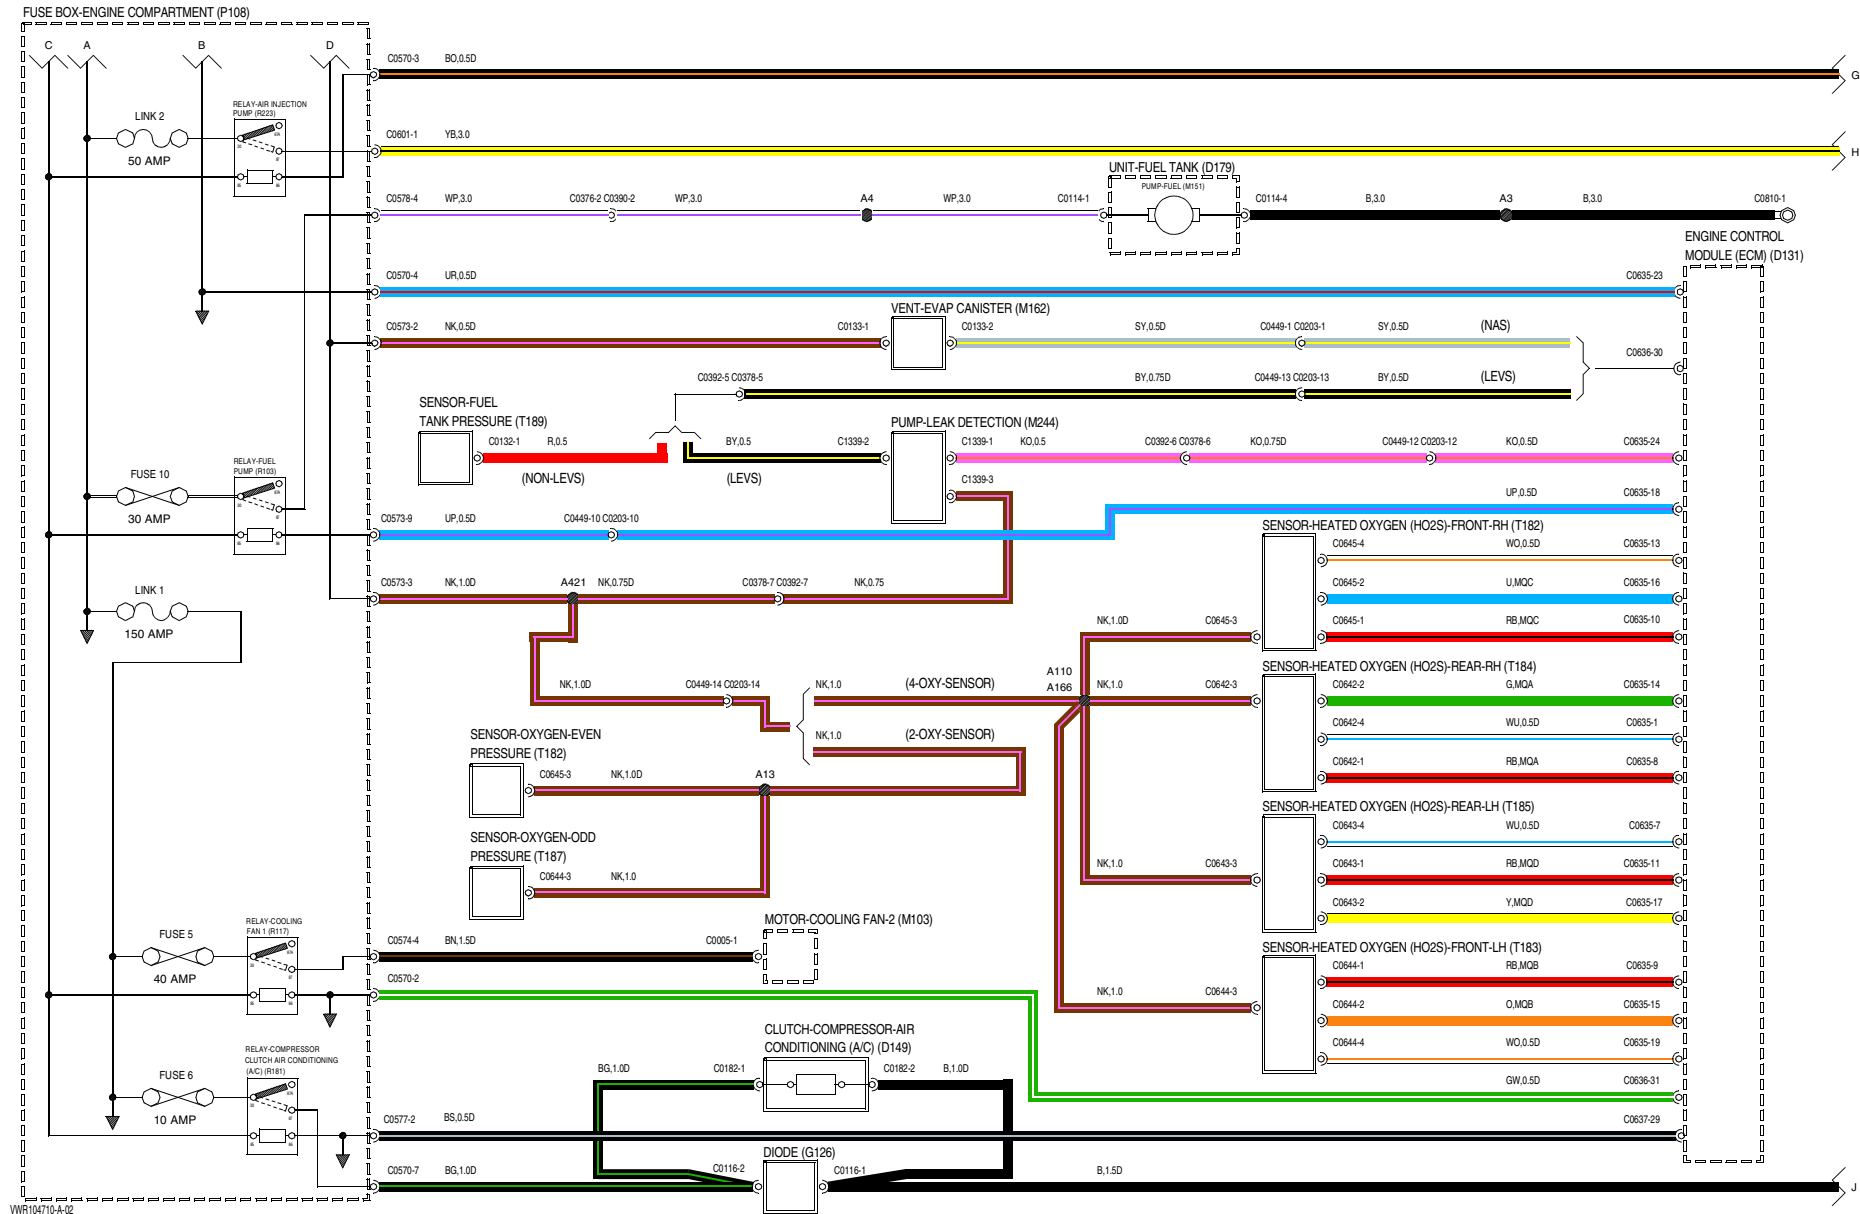 FUSE BOX-ENGINE COMPARTMENT (P108)
C A B D
C0570-3 BO,0.5D
G
LINK 2
50 AMP
RELAY-AIR INJECTION
PUMP (R223)
C0601-1 YB,3.0
H
C0578-4 WP,3.0 C0376-2 C0390-2 WP,3.0 A4 WP,3.0 C0114-1
UNIT-FUEL TANK (D179)
PUMP-FUEL (M151)
C0114-4 B,3.0 A3 B,3.0 C0810-1
ENGINE CONTROL
MODULE (ECM) (D131)
C0570-4 UR,0.5D C0635-23
VENT-EVAP CANISTER (M162)
C0573-2 NK,0.5D C0133-1 C0133-2 SY,0.5D C0449-1 C0203-1 SY,0.5D (NAS)
C0636-30
C0392-5 C0378-5 BY,0.75D C0449-13 C0203-13 BY,0.5D (LEVS)
SENSOR-FUEL
TANK PRESSURE (T189)
C0132-1 R,0.5 (NON-LEVS)
BY,0.5 (LEVS) C1339-2
PUMP-LEAK DETECTION (M244)
C1339-1 KO,0.5 C0392-6 C0378-6 KO,0.75D C0449-12 C0203-12 KO,0.5D C0635-24
C1339-3
FUSE 10
30 AMP
RELAY-FUEL
PUMP (R103)
UP,0.5D C0635-18
C0573-9 UP,0.5D C0449-10 C0203-10
C0573-3 NK,1.0D A421 NK,0.75D C0378-7 C0392-7 NK,0.75
LINK 1
150 AMP
SENSOR-HEATED OXYGEN (HO2S)-FRONT-RH (T182)
C0645-4 WO,0.5D C0635-13
C0645-2 U,MQC C0635-16
NK,1.0D C0645-3
C0645-1 RB,MQC C0635-10
A110
A166
SENSOR-HEATED OXYGEN (HO2S)-REAR-RH (T184)
NK,1.0D C0449-14 C0203-14 NK,1.0 (4-OXY-SENSOR) NK,1.0 C0642-3
C0642-2 G,MQA C0635-14
C0642-4 WU,0.5D C0635-1
C0642-1 RB,MQA C0635-8
NK,1.0 (2-OXY-SENSOR)
SENSOR-OXYGEN-EVEN
PRESSURE (T182)
C0645-3 NK,1.0D A13
SENSOR-OXYGEN-ODD
PRESSURE (T187)
C0644-3 NK,1.0
SENSOR-HEATED OXYGEN (HO2S)-REAR-LH (T185)
C0643-4 WU,0.5D C0635-7
NK,1.0 C0643-3
C0643-1 RB,MQD C0635-11
C0643-2 Y,MQD C0635-17
SENSOR-HEATED OXYGEN (HO2S)-FRONT-LH (T183)
C0644-1 RB,MQB C0635-9
NK,1.0 C0644-3
C0644-2 O,MQB C0635-15
C0644-4 WO,0.5D C0635-19
FUSE 5
40 AMP
RELAY-COOLING
FAN 1 (R117)
C0574-4 BN,1.5D C0005-1
MOTOR-COOLING FAN-2 (M103)
C0570-2
GW,0.5D C0636-31
CLUTCH-COMPRESSOR-AIR
CONDITIONING (A/C) (D149)
BG,1.0D C0182-1 C0182-2 B,1.0D
FUSE 6
10 AMP
RELAY-COMPRESSOR
CLUTCH AIR CONDITIONING
(A/C) (R181)
C0577-2 BS,0.5D C0637-29
DIODE (G126)
C0570-7 BG,1.0D C0116-2 C0116-1 B,1.5D
J
VWR104710-A-02